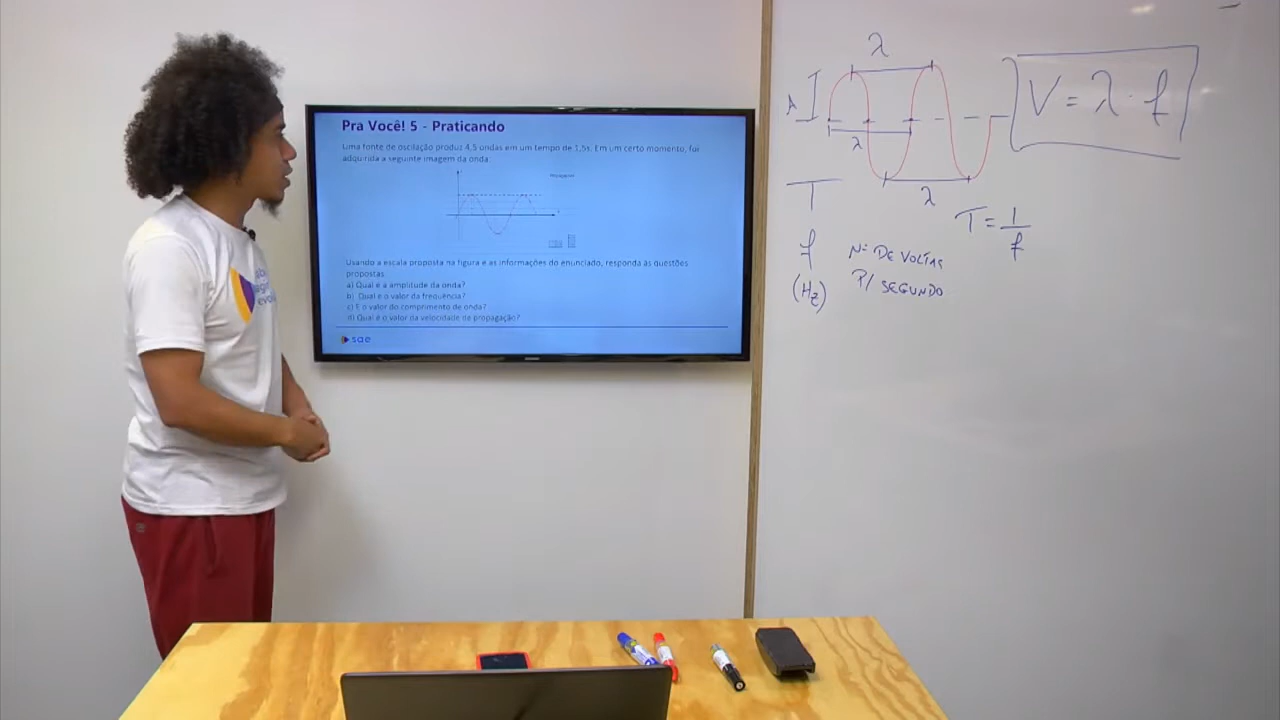 Pra Você! 5 - Praticando
Uma fonte de oscilação produz 4,5 ondas em um tempo de 1,5s. Em um certo momento, foi
adquirida a seguinte imagem da onda:
Usando a escala proposta na figura e as informações do enunciado, responda às questões
propostas
a) Qual é a amplitude da onda?
b) Qual é o valor da frequência?
c) E o valor do comprimento de onda?
d) Qual é o valor da velocidade de propagação?
sae
λ
A
λ
λ
V = λ · f
T
T = 1/f
f Nº DE VOLTAS
(Hz) P/ SEGUNDO